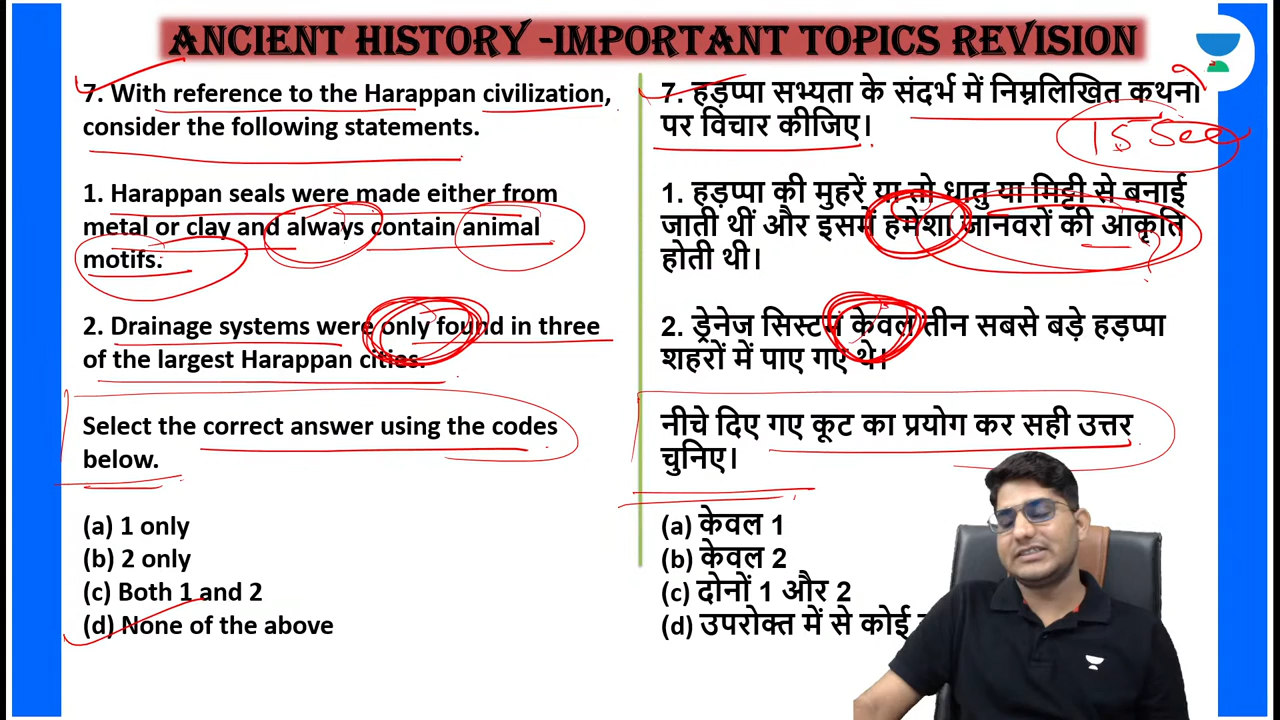 ANCIENT HISTORY -IMPORTANT TOPICS REVISION
7. With reference to the Harappan civilization,
consider the following statements.
1. Harappan seals were made either from
metal or clay and always contain animal
motifs.
2. Drainage systems were only found in three
of the largest Harappan cities.
Select the correct answer using the codes
below.
(a) 1 only
(b) 2 only
(c) Both 1 and 2
(d) None of the above
7. हड़प्पा सभ्यता के संदर्भ में निम्नलिखित कथनों
पर विचार कीजिए।
15 Sec
1. हड़प्पा की मुहरें या तो धातु या मिट्टी से बनाई
जाती थीं और इसमें हमेशा जानवरों की आकृति
होती थी।
?
2. ड्रेनेज सिस्टम केवल तीन सबसे बड़े हड़प्पा
शहरों में पाए गए थे।
नीचे दिए गए कूट का प्रयोग कर सही उत्तर
चुनिए।
(a) केवल 1
(b) केवल 2
(c) दोनों 1 और 2
(d) उपरोक्त में से कोई